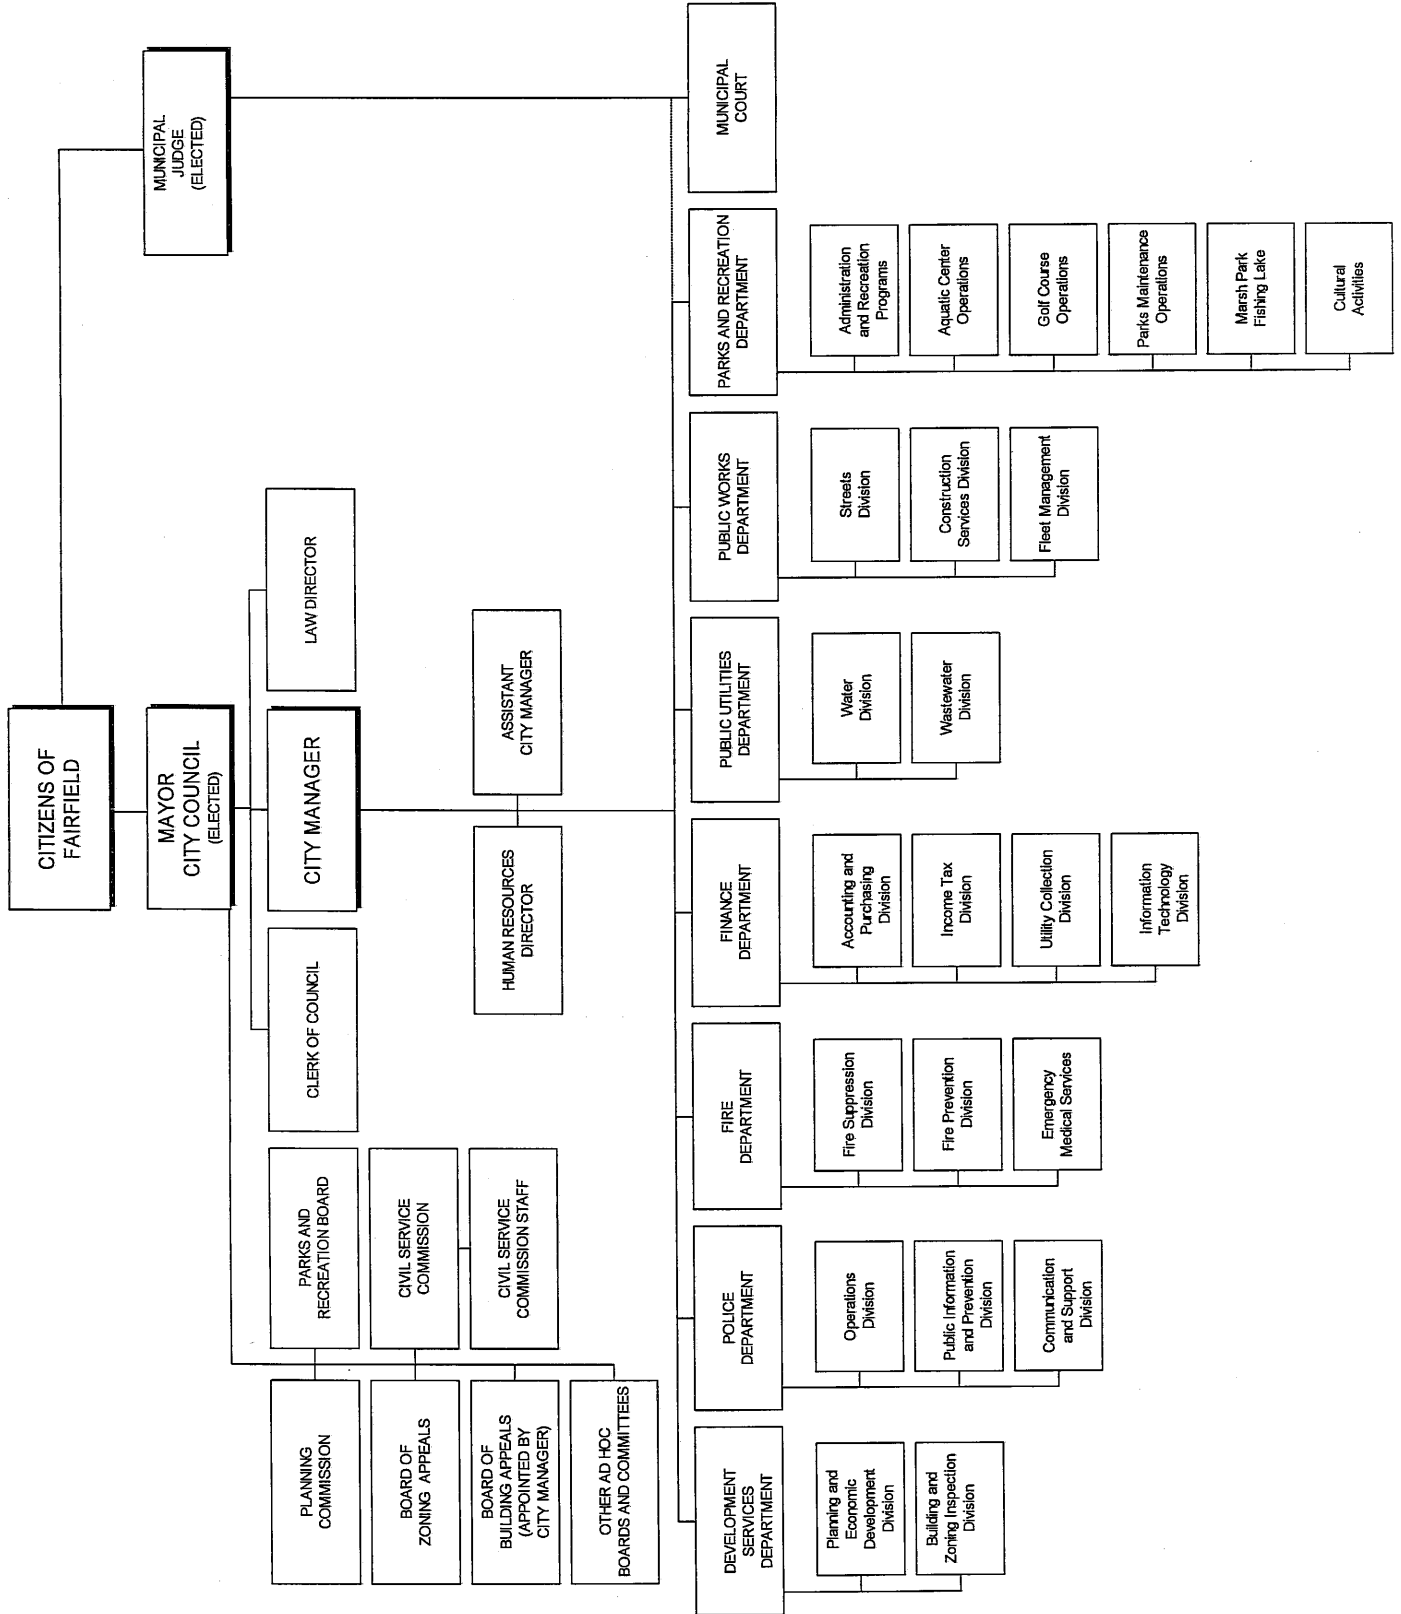 CITIZENS OF
FAIRFIELD
MAYOR
CITY COUNCIL
(ELECTED)
MUNICIPAL
JUDGE
(ELECTED)
CLERK OF COUNCIL
CITY MANAGER
LAW DIRECTOR
PLANNING
COMMISSION
PARKS AND
RECREATION BOARD
BOARD OF
ZONING APPEALS
CIVIL SERVICE
COMMISSION
BOARD OF
BUILDING APPEALS
(APPOINTED BY
CITY MANAGER)
CIVIL SERVICE
COMMISSION STAFF
OTHER AD HOC
BOARDS AND COMMITTEES
HUMAN RESOURCES
DIRECTOR
ASSISTANT
CITY MANAGER
DEVELOPMENT
SERVICES
DEPARTMENT
Planning and
Economic
Development
Division
Building and
Zoning Inspection
Division
POLICE
DEPARTMENT
Operations
Division
Public Information
and Prevention
Division
Communication
and Support
Division
FIRE
DEPARTMENT
Fire Suppression
Division
Fire Prevention
Division
Emergency
Medical Services
FINANCE
DEPARTMENT
Accounting and
Purchasing
Division
Income Tax
Division
Utility Collection
Division
Information
Technology
Division
PUBLIC UTILITIES
DEPARTMENT
Water
Division
Wastewater
Division
PUBLIC WORKS
DEPARTMENT
Streets
Division
Construction
Services Division
Fleet Management
Division
PARKS AND RECREATION
DEPARTMENT
Administration
and Recreation
Programs
Aquatic Center
Operations
Golf Course
Operations
Parks Maintenance
Operations
Marsh Park
Fishing Lake
Cultural
Activities
MUNICIPAL
COURT